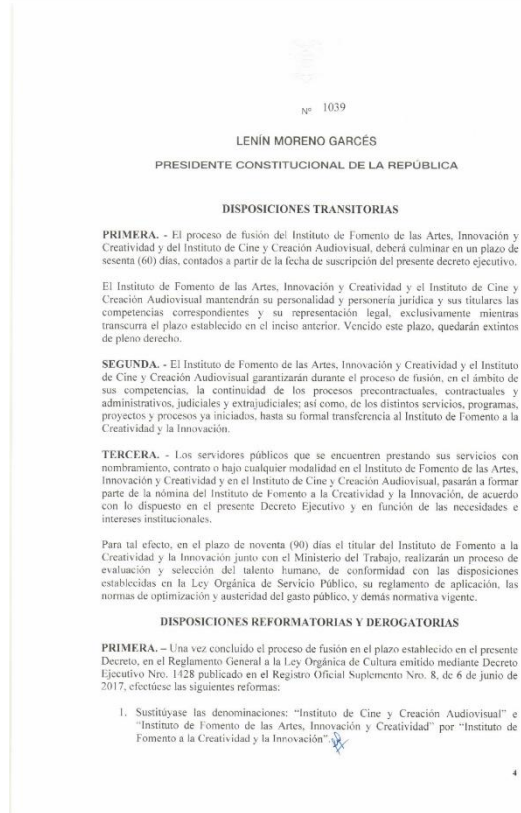 Nº 1039
LENÍN MORENO GARCÉS
PRESIDENTE CONSTITUCIONAL DE LA REPÚBLICA
DISPOSICIONES TRANSITORIAS
PRIMERA. - El proceso de fusión del Instituto de Fomento de las Artes, Innovación y
Creatividad y del Instituto de Cine y Creación Audiovisual, deberá culminar en un plazo de
sesenta (60) días, contados a partir de la fecha de suscripción del presente decreto ejecutivo.
El Instituto de Fomento de las Artes, Innovación y Creatividad y el Instituto de Cine y
Creación Audiovisual mantendrán su personalidad y personería jurídica y sus titulares las
competencias correspondientes y su representación legal, exclusivamente mientras
transcurra el plazo establecido en el inciso anterior. Vencido este plazo, quedarán extintos
de pleno derecho.
SEGUNDA. - El Instituto de Fomento de las Artes, Innovación y Creatividad y el Instituto
de Cine y Creación Audiovisual garantizarán durante el proceso de fusión, en el ámbito de
sus competencias, la continuidad de los procesos precontractuales, contractuales y
administrativos, judiciales y extrajudiciales; así como, de los distintos servicios, programas,
proyectos y procesos ya iniciados, hasta su formal transferencia al Instituto de Fomento a la
Creatividad y la Innovación.
TERCERA. - Los servidores públicos que se encuentren prestando sus servicios con
nombramiento, contrato o bajo cualquier modalidad en el Instituto de Fomento de las Artes,
Innovación y Creatividad y en el Instituto de Cine y Creación Audiovisual, pasarán a formar
parte de la nómina del Instituto de Fomento a la Creatividad y la Innovación, de acuerdo
con lo dispuesto en el presente Decreto Ejecutivo y en función de las necesidades e
intereses institucionales.
Para tal efecto, en el plazo de noventa (90) días el titular del Instituto de Fomento a la
Creatividad y la Innovación junto con el Ministerio del Trabajo, realizarán un proceso de
evaluación y selección del talento humano, de conformidad con las disposiciones
establecidas en la Ley Orgánica de Servicio Público, su reglamento de aplicación, las
normas de optimización y austeridad del gasto público, y demás normativa vigente.
DISPOSICIONES REFORMATORIAS Y DEROGATORIAS
PRIMERA. – Una vez concluido el proceso de fusión en el plazo establecido en el presente
Decreto, en el Reglamento General a la Ley Orgánica de Cultura emitido mediante Decreto
Ejecutivo Nro. 1428 publicado en el Registro Oficial Suplemento Nro. 8, de 6 de junio de
2017, efectúese las siguientes reformas:
1. Sustitúyase las denominaciones: “Instituto de Cine y Creación Audiovisual” e
“Instituto de Fomento de las Artes, Innovación y Creatividad” por “Instituto de
Fomento a la Creatividad y la Innovación”.
4